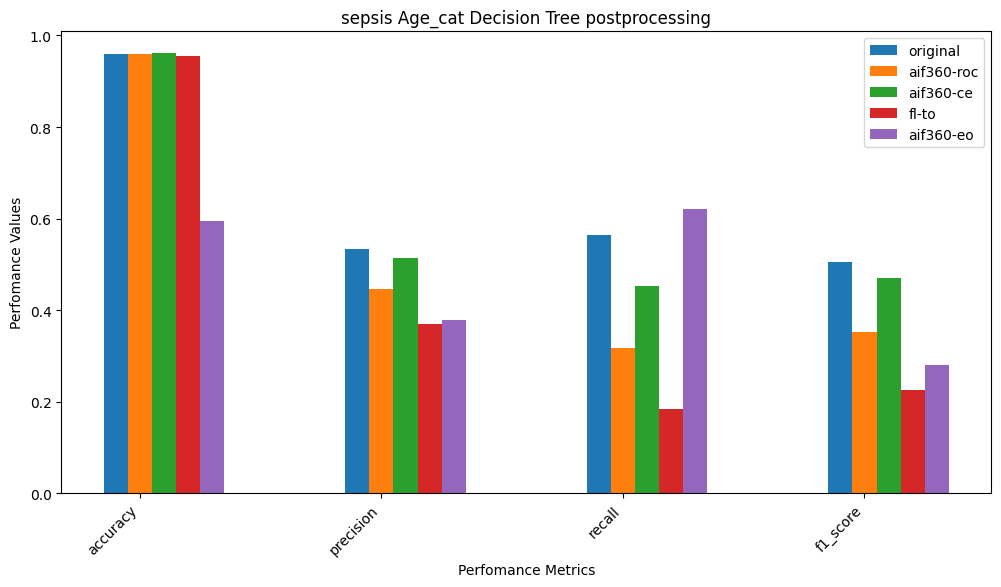 sepsis Age_cat Decision Tree postprocessing
original
aif360-roc
aif360-ce
fl-to
aif360-eo
Perfomance Values
1.0
0.8
0.6
0.4
0.2
0.0
accuracy
precision
recall
f1_score
Perfomance Metrics